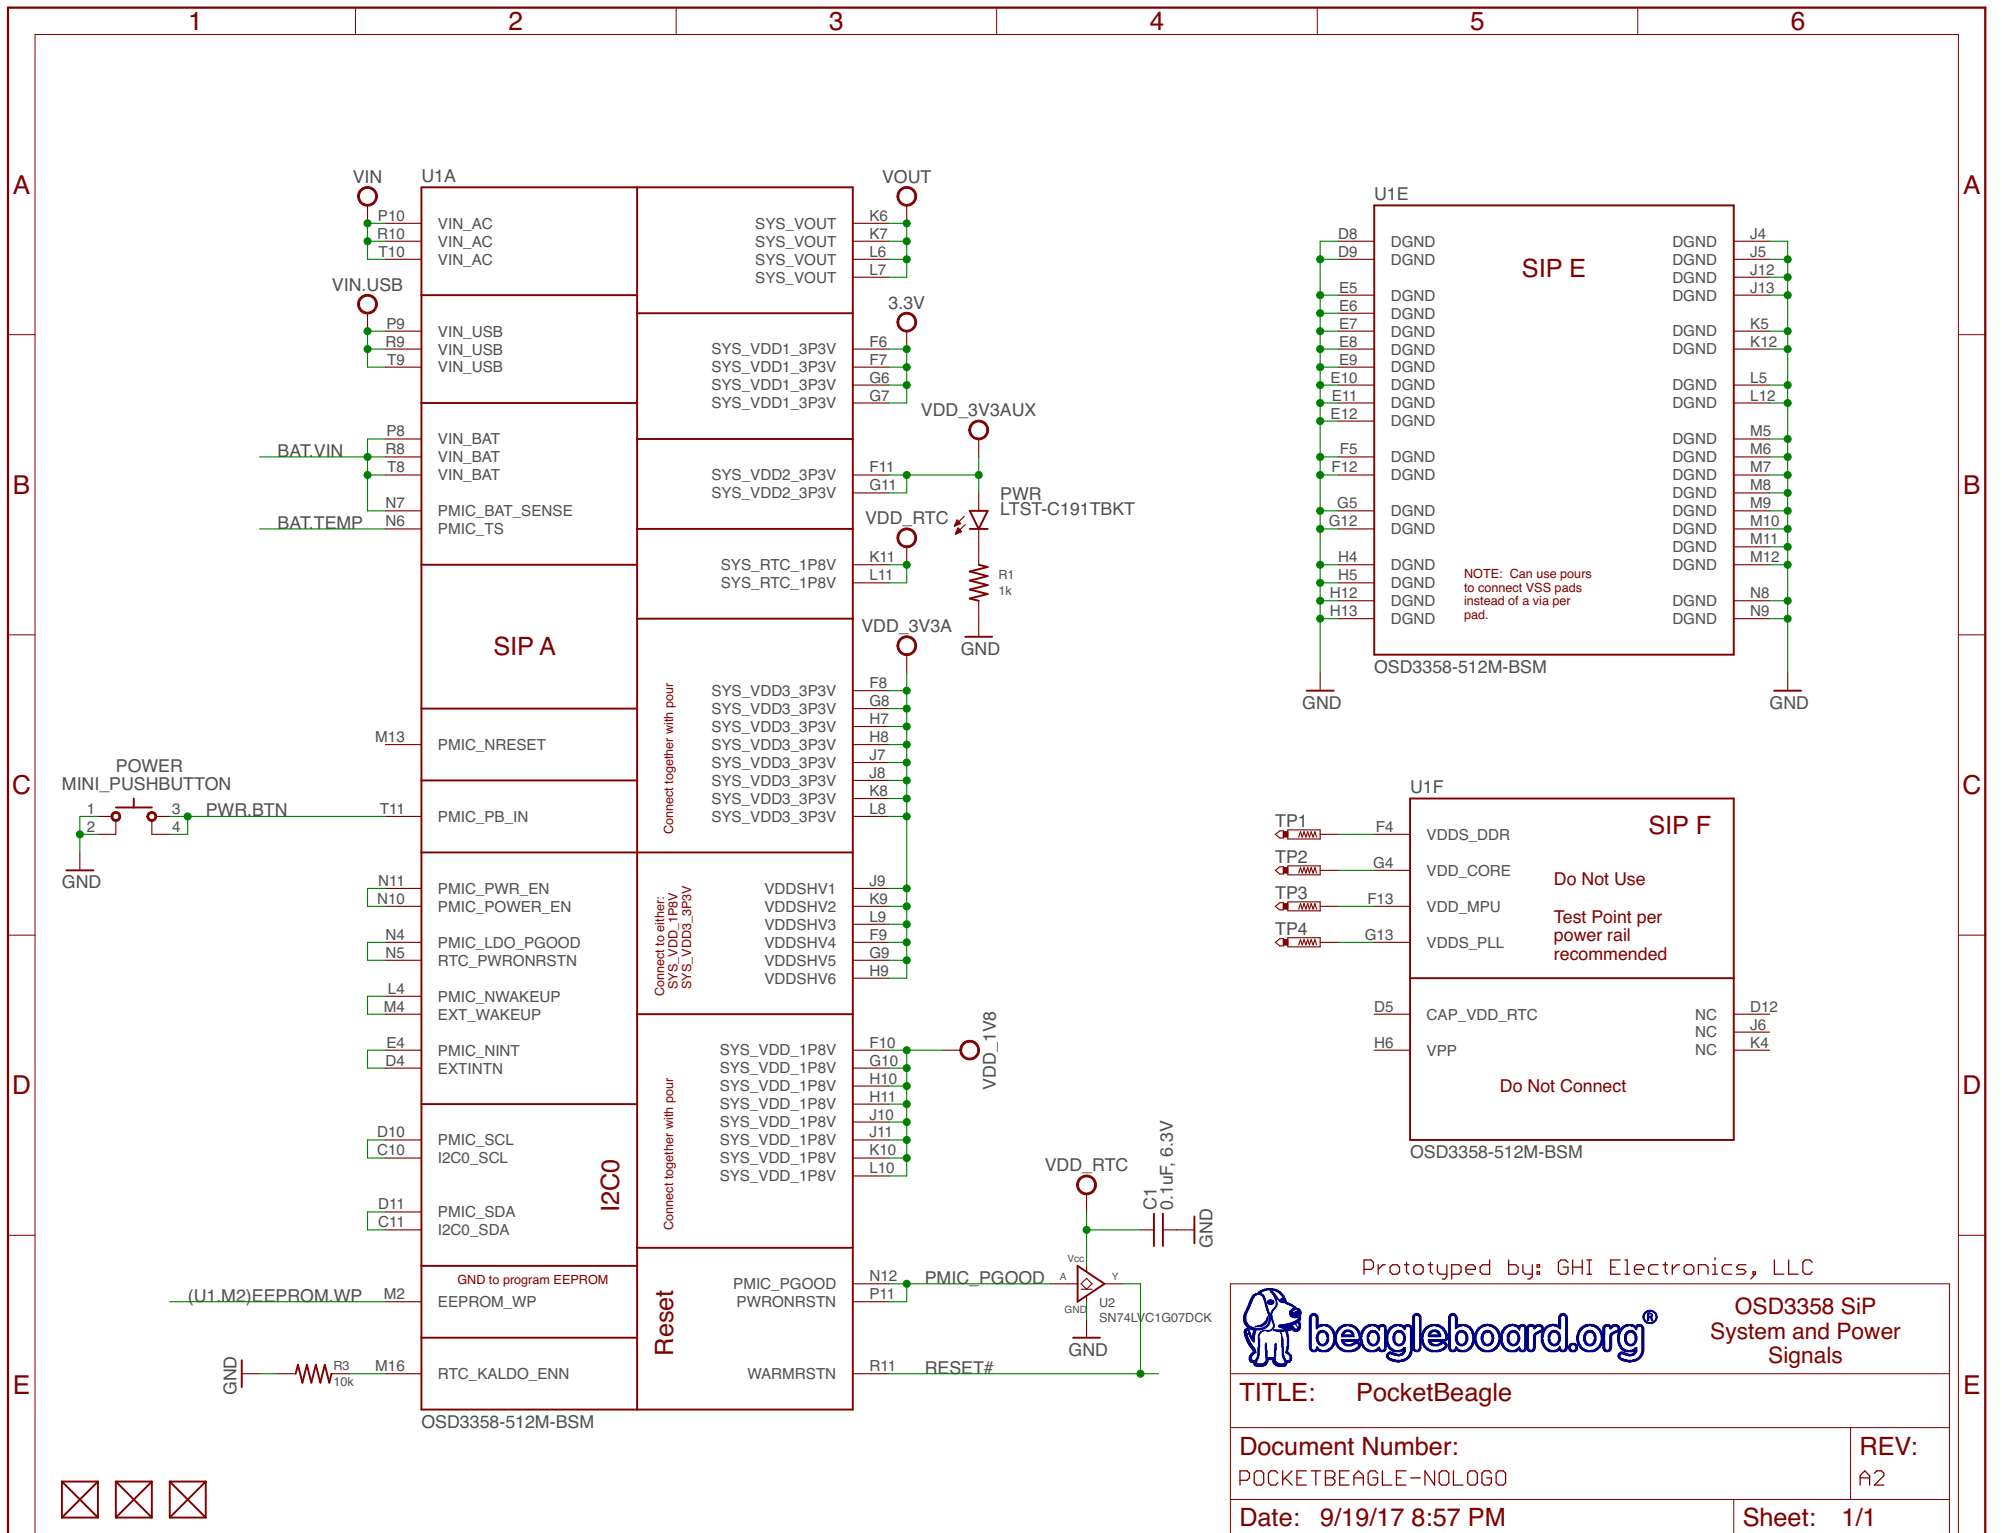 1 2 3 4 5 6
A
B
C
D
E
A
B
C
D
E
VIN
U1A
VOUT
P10 VIN_AC
R10 VIN_AC
T10 VIN_AC
VIN.USB
P9 VIN_USB
R9 VIN_USB
T9 VIN_USB
BAT.VIN
P8 VIN_BAT
R8 VIN_BAT
T8 VIN_BAT
N7 PMIC_BAT_SENSE
BAT.TEMP N6 PMIC_TS
SIP A
M13 PMIC_NRESET
POWER
MINI_PUSHBUTTON
1 3 PWR.BTN T11 PMIC_PB_IN
2 4
GND
N11 PMIC_PWR_EN
N10 PMIC_POWER_EN
N4 PMIC_LDO_PGOOD
N5 RTC_PWRONRSTN
L4 PMIC_NWAKEUP
M4 EXT_WAKEUP
E4 PMIC_NINT
D4 EXTINTN
D10 PMIC_SCL
C10 I2C0_SCL
D11 PMIC_SDA
C11 I2C0_SDA
I2C0
GND to program EEPROM
(U1.M2)EEPROM.WP M2 EEPROM_WP
GND R3 10k M16 RTC_KALDO_ENN
OSD3358-512M-BSM
SYS_VOUT K6
SYS_VOUT K7
SYS_VOUT L6
SYS_VOUT L7
3.3V
SYS_VDD1_3P3V F6
SYS_VDD1_3P3V F7
SYS_VDD1_3P3V G6
SYS_VDD1_3P3V G7
VDD_3V3AUX
SYS_VDD2_3P3V F11
SYS_VDD2_3P3V G11
PWR
LTST-C191TBKT
R1
1k
GND
VDD_RTC
SYS_RTC_1P8V K11
SYS_RTC_1P8V L11
VDD_3V3A
Connect together with pour
SYS_VDD3_3P3V F8
SYS_VDD3_3P3V G8
SYS_VDD3_3P3V H7
SYS_VDD3_3P3V H8
SYS_VDD3_3P3V J7
SYS_VDD3_3P3V J8
SYS_VDD3_3P3V K8
SYS_VDD3_3P3V L8
Connect to either:
SYS_VDD_1P8V
SYS_VDD3_3P3V
VDDSHV1 J9
VDDSHV2 K9
VDDSHV3 L9
VDDSHV4 F9
VDDSHV5 G9
VDDSHV6 H9
VDD_1V8
Connect together with pour
SYS_VDD_1P8V F10
SYS_VDD_1P8V G10
SYS_VDD_1P8V H10
SYS_VDD_1P8V H11
SYS_VDD_1P8V J10
SYS_VDD_1P8V J11
SYS_VDD_1P8V K10
SYS_VDD_1P8V L10
Reset
PMIC_PGOOD N12 PMIC_PGOOD
PWRONRSTN P11
WARMRSTN R11 RESET#
VDD_RTC
C1
0.1uF, 6.3V
GND
Vcc
A Y
GND
U2
SN74LVC1G07DCK
GND
U1E
SIP E
D8 DGND
D9 DGND
E5 DGND
E6 DGND
E7 DGND
E8 DGND
E9 DGND
E10 DGND
E11 DGND
E12 DGND
F5 DGND
F12 DGND
G5 DGND
G12 DGND
H4 DGND
H5 DGND
H12 DGND
H13 DGND
GND
NOTE: Can use pours
to connect VSS pads
instead of a via per
pad.
DGND J4
DGND J5
DGND J12
DGND J13
DGND K5
DGND K12
DGND L5
DGND L12
DGND M5
DGND M6
DGND M7
DGND M8
DGND M9
DGND M10
DGND M11
DGND M12
DGND N8
DGND N9
GND
OSD3358-512M-BSM
U1F
SIP F
TP1 F4 VDDS_DDR
TP2 G4 VDD_CORE
TP3 F13 VDD_MPU
TP4 G13 VDDS_PLL
Do Not Use
Test Point per
power rail
recommended
D5 CAP_VDD_RTC
H6 VPP
NC D12
NC J6
NC K4
Do Not Connect
OSD3358-512M-BSM
Prototyped by: GHI Electronics, LLC
beagleboard.org®
OSD3358 SiP
System and Power
Signals
TITLE: PocketBeagle
Document Number:
POCKETBEAGLE-NOLOGO
REV:
A2
Date: 9/19/17 8:57 PM
Sheet: 1/1